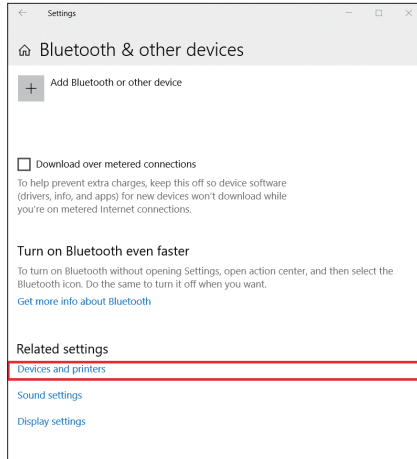 Settings
Bluetooth & other devices
Add Bluetooth or other device
Download over metered connections
To help prevent extra charges, keep this off so device software
(drivers, info, and apps) for new devices won't download while
you're on metered Internet connections.
Turn on Bluetooth even faster
To turn on Bluetooth without opening Settings, open action center, and then select the
Bluetooth icon. Do the same to turn it off when you want.
Get more info about Bluetooth
Related settings
Devices and printers
Sound settings
Display settings